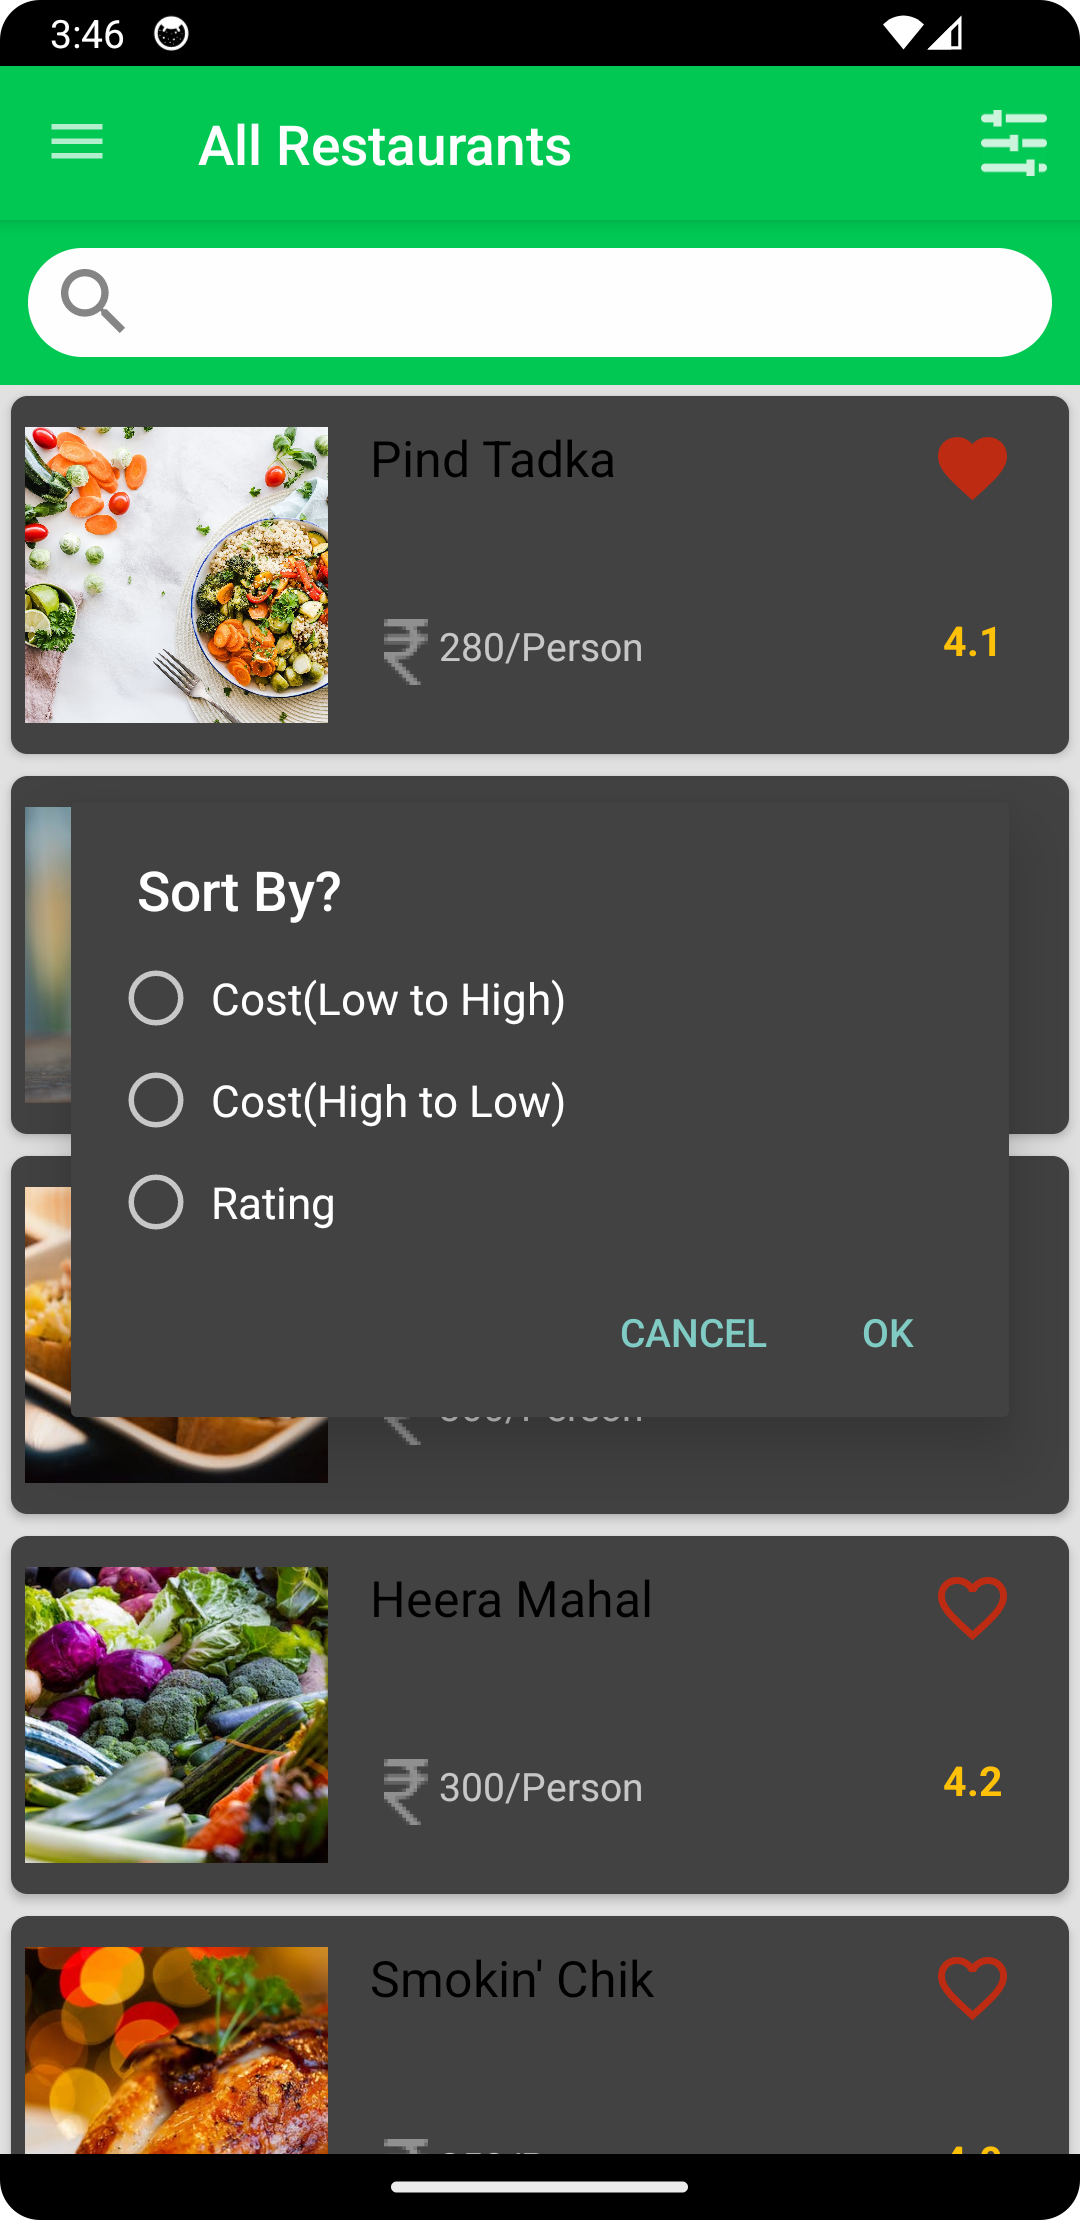 3:46
All Restaurants
Pind Tadka
280/Person
4.1
Sort By?
Cost(Low to High)
Cost(High to Low)
Rating
CANCEL OK
Heera Mahal
300/Person
4.2
Smokin' Chik